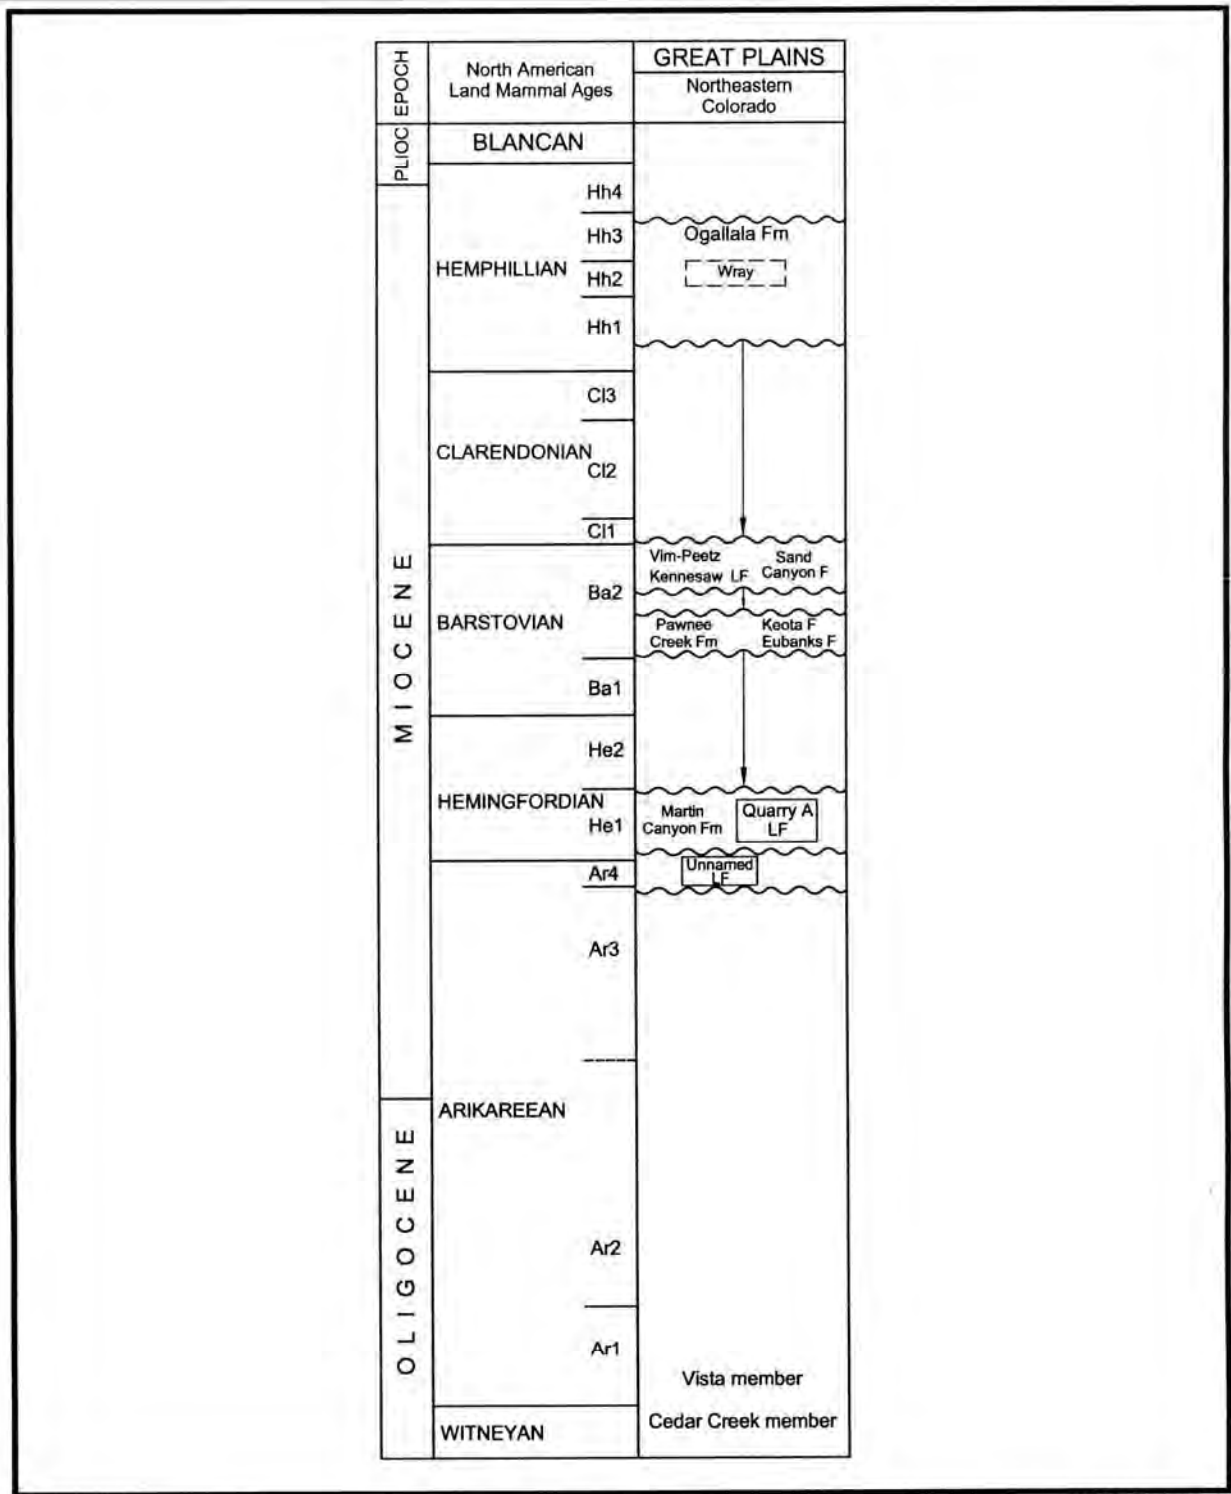 EPOCH
North American
Land Mammal Ages
GREAT PLAINS
Northeastern
Colorado
PLIOC
BLANCAN
MIOCENE
HEMPHILLIAN
Hh4
Hh3
Hh2
Hh1
Ogallala Fm
Wray
CLARENDONIAN
Cl3
Cl2
Cl1
BARSTOVIAN
Ba2
Ba1
Vim-Peetz
Kennesaw LF
Sand
Canyon F
Pawnee
Creek Fm
Keota F
Eubanks F
HEMINGFORDIAN
He2
He1
Martin
Canyon Fm
Quarry A
LF
ARIKAREEAN
Ar4
Unnamed
LF
Ar3
OLIGOCENE
Ar2
Ar1
Vista member
WITNEYAN
Cedar Creek member